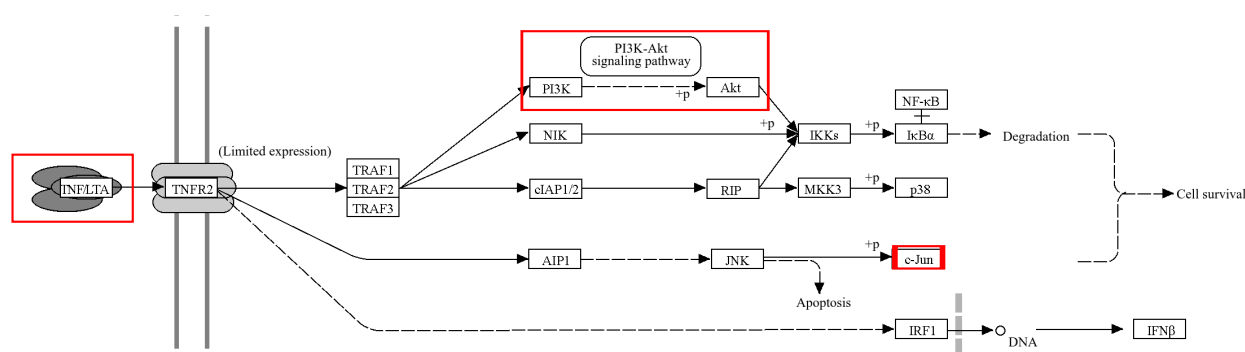 PI3K-Akt
signaling pathway
PI3K
+p
Akt
NF-κB
NIK
+p
IKKs
+p
IκBα
Degradation
(Limited expression)
TRAF1
INF/LTA
TNFR2
TRAF2
cIAP1/2
RIP
MKK3
+p
p38
Cell survival
TRAF3
+p
AIP1
JNK
c-Jun
Apoptosis
IRF1
DNA
IFNβ